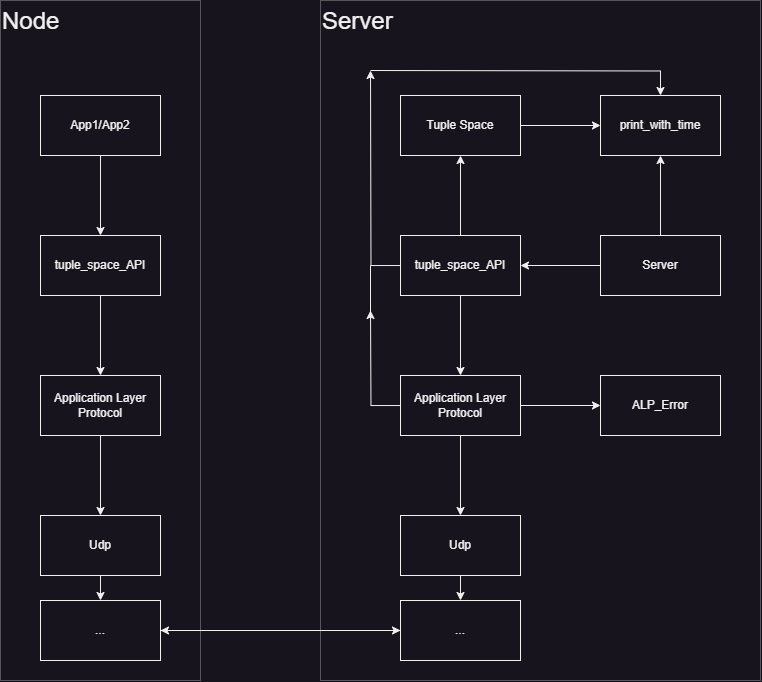 Node
Server
App1/App2
Tuple Space
print_with_time
tuple_space_API
tuple_space_API
Server
Application Layer
Protocol
Application Layer
Protocol
ALP_Error
Udp
Udp
...
...